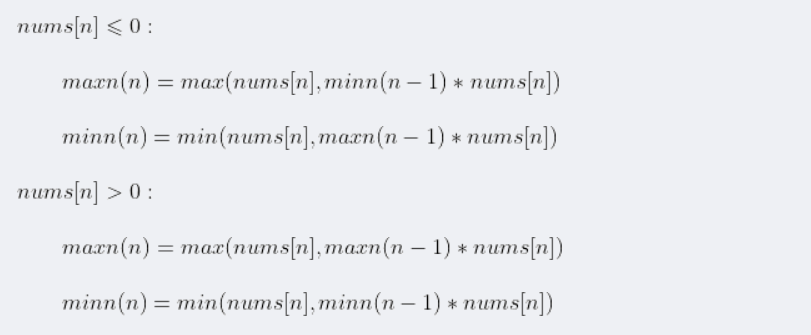 nums[n] ⩽ 0 :
maxn(n) = max(nums[n], minn(n − 1) ∗ nums[n])
minn(n) = min(nums[n], maxn(n − 1) ∗ nums[n])
nums[n] > 0 :
maxn(n) = max(nums[n], maxn(n − 1) ∗ nums[n])
minn(n) = min(nums[n], minn(n − 1) ∗ nums[n])